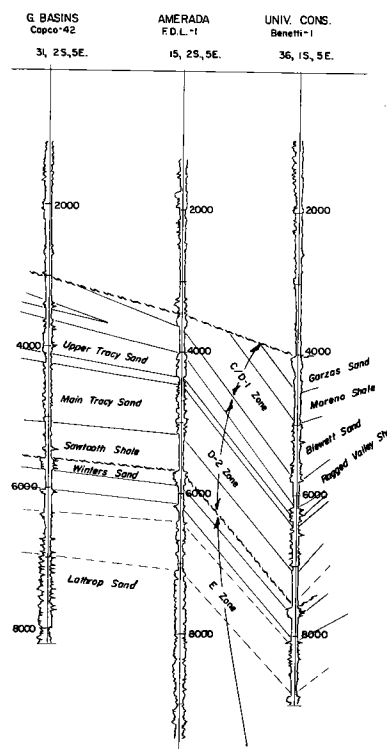 G. BASINS
Capco-42
31, 2S., 5E.
AMERADA
F.D.L.-1
15, 2S., 5E.
UNIV. CONS.
Benetti-1
36, 1S., 5E.
2000
2000
2000
4000
4000
4000
Upper Tracy Sand
Main Tracy Sand
Sawtooth Shale
Winters Sand
Lathrop Sand
C/D-1 Zone
D-2 Zone
E Zone
Garzas Sand
Moreno Shale
Blewett Sand
Ragged Valley
6000
6000
6000
8000
8000
8000